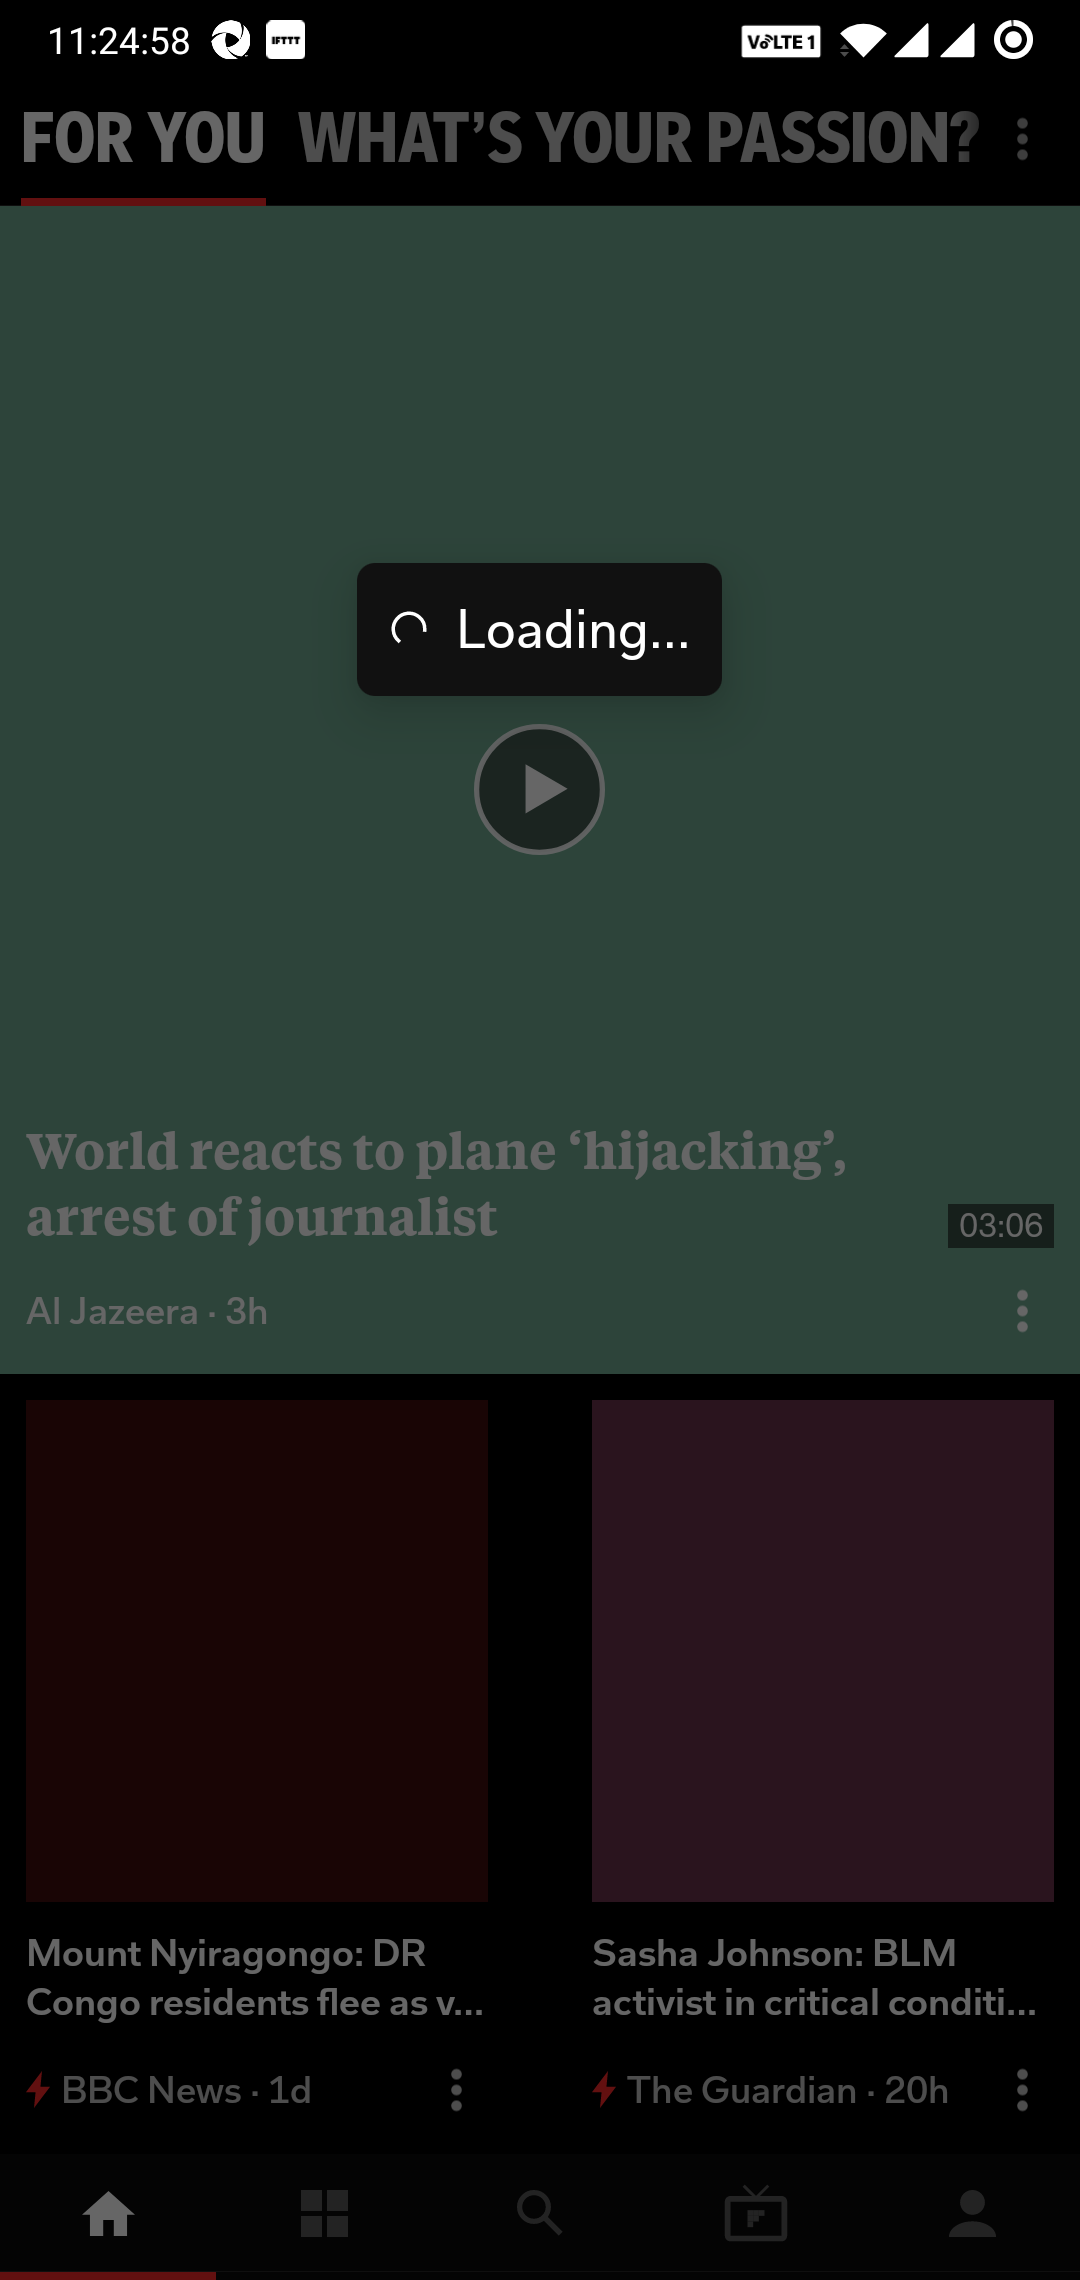 11:24:58
IFTTT
VoLTE 1
FOR YOU
WHAT’S YOUR PASSION?
Loading...
World reacts to plane ‘hijacking’,
arrest of journalist
03:06
Al Jazeera · 3h
Mount Nyiragongo: DR
Congo residents flee as v...
BBC News · 1d
Sasha Johnson: BLM
activist in critical conditi...
The Guardian · 20h